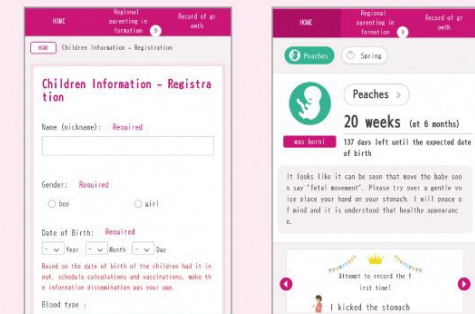 HOME
Regional
parenting in
formation 9
Record of gr
owth
HOME Children Information - Registration
Children Information - Registra
tion
Name (nickname): Required
Gender: Required
boy girl
Date of Birth: Required
- Year - Month - Day
Based on the date of birth of the children had it in
put, schedule calculations and vaccinations, make th
e information dissemination was your age.
Blood type :
HOME
Regional
parenting in
formation 9
Record of gr
owth
Peaches Spring
Peaches >
20 weeks (at 6 months)
was born! 137 days left until the expected date
of birth
It looks like it can be seen that move the baby soo
n say "fetal movement". Please try over a gentle vo
ice place your hand on your stomach. I will peace o
f mind and it is understood that healthy appearanc
e.
Attempt to record the f
irst time!
I kicked the stomach